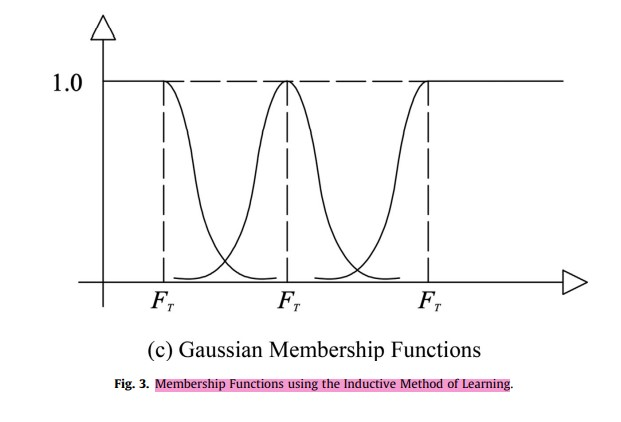 1.0
F_T F_T F_T
(c) Gaussian Membership Functions
Fig. 3. Membership Functions using the Inductive Method of Learning.